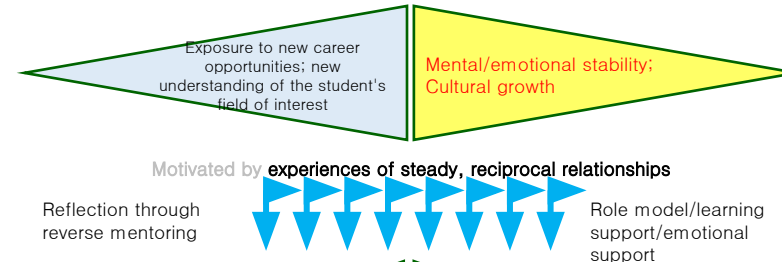 Exposure to new career
opportunities; new
understanding of the student's
field of interest
Mental/emotional stability;
Cultural growth
Motivated by experiences of steady, reciprocal relationships
Reflection through
reverse mentoring
Role model/learning
support/emotional
support